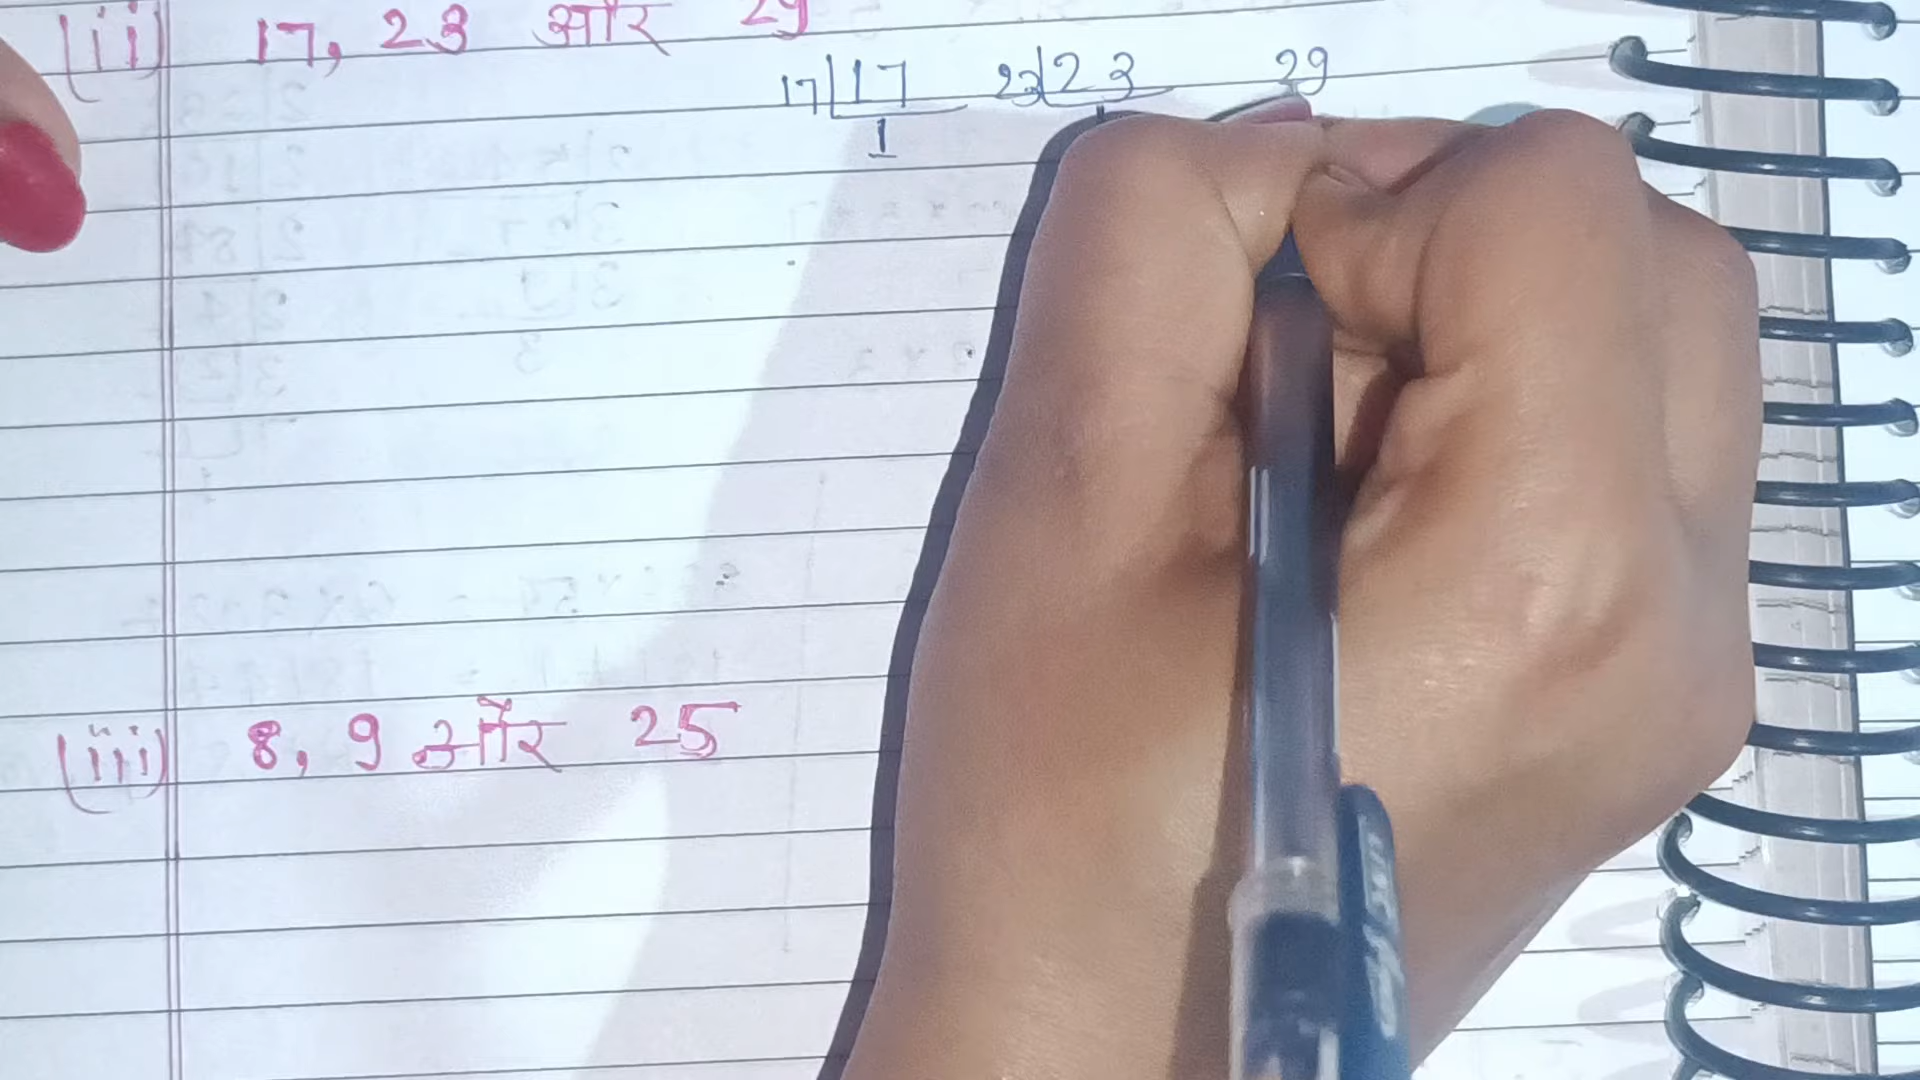 (ii) 17, 23 और 29
17 17 23 23 29
1
(iii) 8, 9 और 25